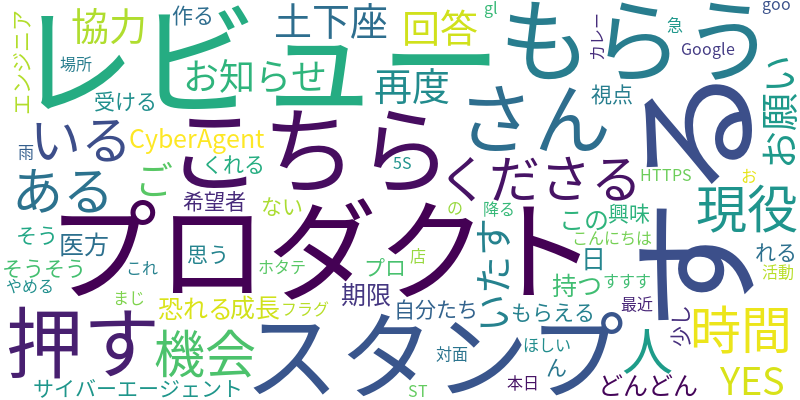 エンジニア
協力
作る
土下座
回答
gl
カレー
急
goo
場所
レビュー
もらう
Google
お知らせ
再度
視点
お願い
受ける
CyberAgent
さん
る
雨
いる
こちら
くれる
5S
くださる
HTTPS
ある
ご
希望者
ない
の
降る
この
興味
お
現役
そう
医方
思う
プロダクト
いたす
こんにちは
日
れる
そうそう
これ
ホタテ
プロ
店
持つ
すすす
活動
す
やめる
まじ
恐れる
成長
フラグ
期限
自分たち
もらえる
最近
少し
時間
押す
機会
スタンプ
対面
ほしい
ん
人
サイバーエージェント
ST
本日
どんどん
YES